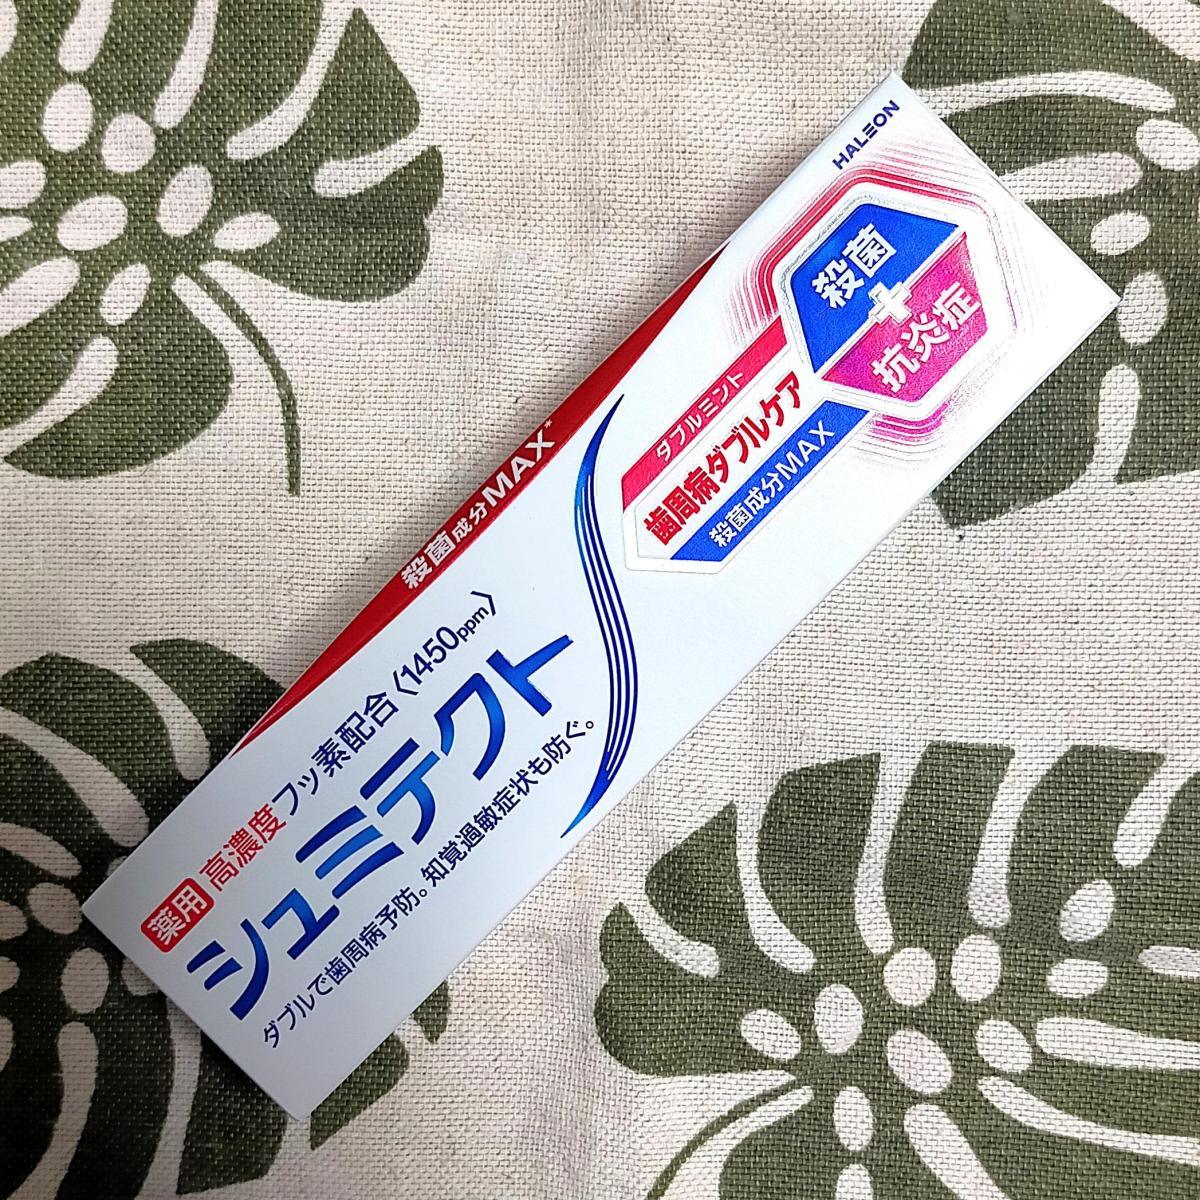 HALEON
殺菌
+
抗炎症
ダブルミント
歯周病ダブルケア
殺菌成分MAX
殺菌成分MAX*
薬用 高濃度フッ素配合〈1450ppm〉
シュミテクト
ダブルで歯周病予防。知覚過敏症状も防ぐ。